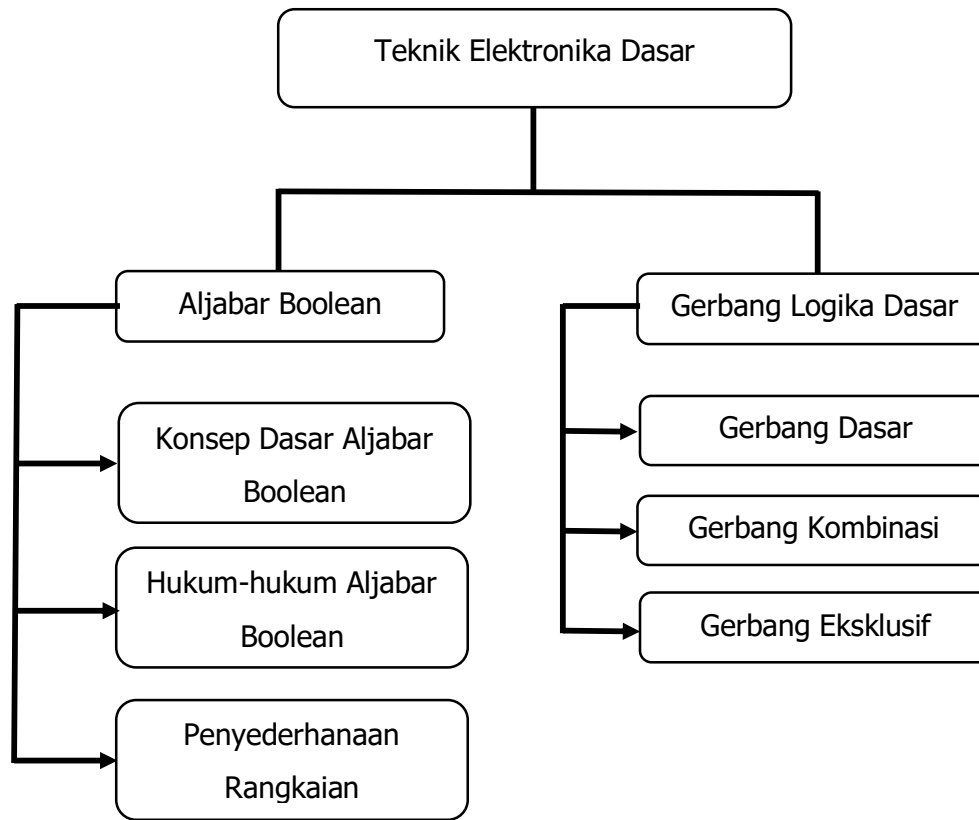 Teknik Elektronika Dasar
Aljabar Boolean
Konsep Dasar Aljabar
Boolean
Hukum-hukum Aljabar
Boolean
Penyederhanaan
Rangkaian
Gerbang Logika Dasar
Gerbang Dasar
Gerbang Kombinasi
Gerbang Eksklusif